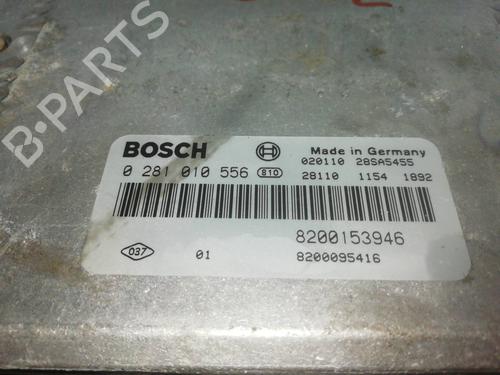 B-PARTS
BOSCH
Made in Germany
020110 28SA5455
0 281 010 556 810 28110 1154 1892
8200153946
037 01 8200095416